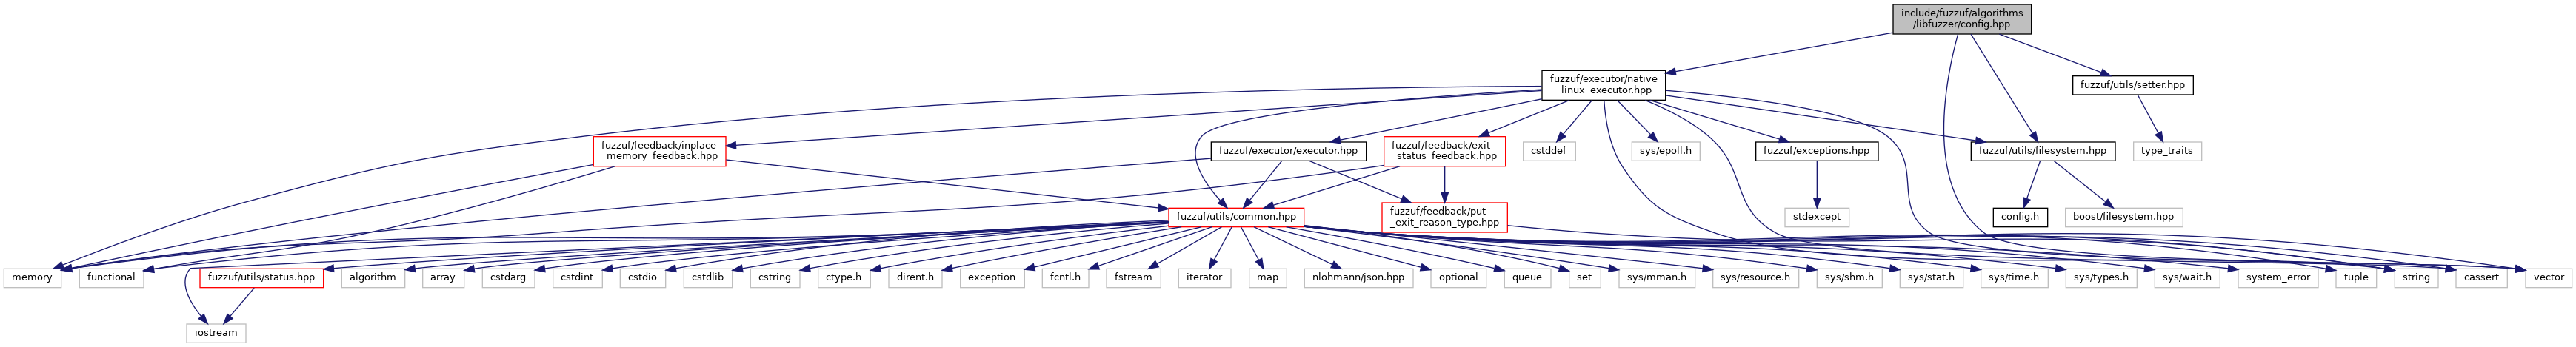 include/fuzzuf/algorithms
/libfuzzer/config.hpp
fuzzuf/executor/native
_linux_executor.hpp
fuzzuf/utils/setter.hpp
fuzzuf/feedback/inplace
_memory_feedback.hpp
fuzzuf/executor/executor.hpp
fuzzuf/feedback/exit
_status_feedback.hpp
cstddef
sys/epoll.h
fuzzuf/exceptions.hpp
fuzzuf/utils/filesystem.hpp
type_traits
fuzzuf/utils/common.hpp
fuzzuf/feedback/put
_exit_reason_type.hpp
stdexcept
config.h
boost/filesystem.hpp
memory
functional
fuzzuf/utils/status.hpp
algorithm
array
cstdarg
cstdint
cstdio
cstdlib
cstring
ctype.h
dirent.h
exception
fcntl.h
fstream
iterator
map
nlohmann/json.hpp
optional
queue
set
sys/mman.h
sys/resource.h
sys/shm.h
sys/stat.h
sys/time.h
sys/types.h
sys/wait.h
system_error
tuple
string
cassert
vector
iostream